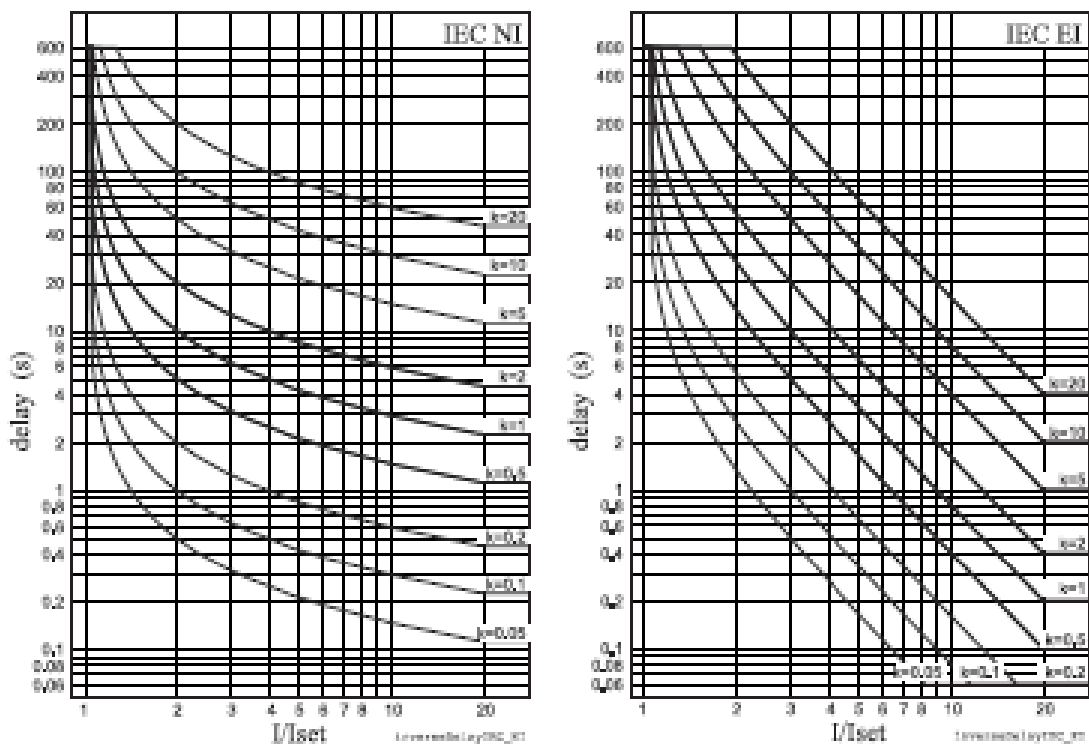 IEC NI
600
400
200
100
80
60
40
20
10
8
6
4
2
1
0.8
0.6
0.4
0.2
0.1
0.08
0.06
delay (s)
k=20
k=10
k=5
k=2
k=1
k=0.5
k=0.2
k=0.1
k=0.05
1 2 3 4 5 6 7 8 10 20
I/Iset
IEC EI
600
400
200
100
80
60
40
20
10
8
6
4
2
1
0.8
0.6
0.4
0.2
0.1
0.08
0.06
delay (s)
k=20
k=10
k=5
k=2
k=1
k=0.5
k=0.05 k=0.1 k=0.2
1 2 3 4 5 6 7 8 10 20
I/Iset